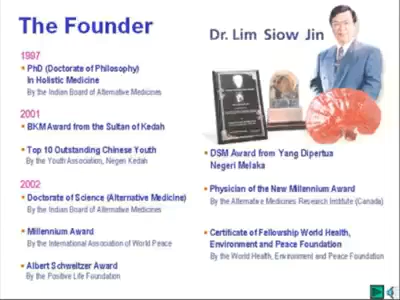 The Founder
Dr. Lim Siow Jin
1997
PhD (Doctorate of Philosophy)
In Holistic Medicine
By the Indian Board of Alternative Medicines
2001
BKM Award from the Sultan of Kedah
Top 10 Outstanding Chinese Youth
By the Youth Association, Negeri Kedah
2002
Doctorate of Science (Alternative Medicine)
By the Indian Board of Alternative Medicines
Millennium Award
By the International Association of World Peace
Albert Schweitzer Award
By the Positive Life Foundation
DSM Award from Yang Dipertua
Negeri Melaka
Physician of the New Millennium Award
By the Alternative Medicines Research Institute (Canada)
Certificate of Fellowship World Health,
Environment and Peace Foundation
By the World Health, Environment and Peace Foundation